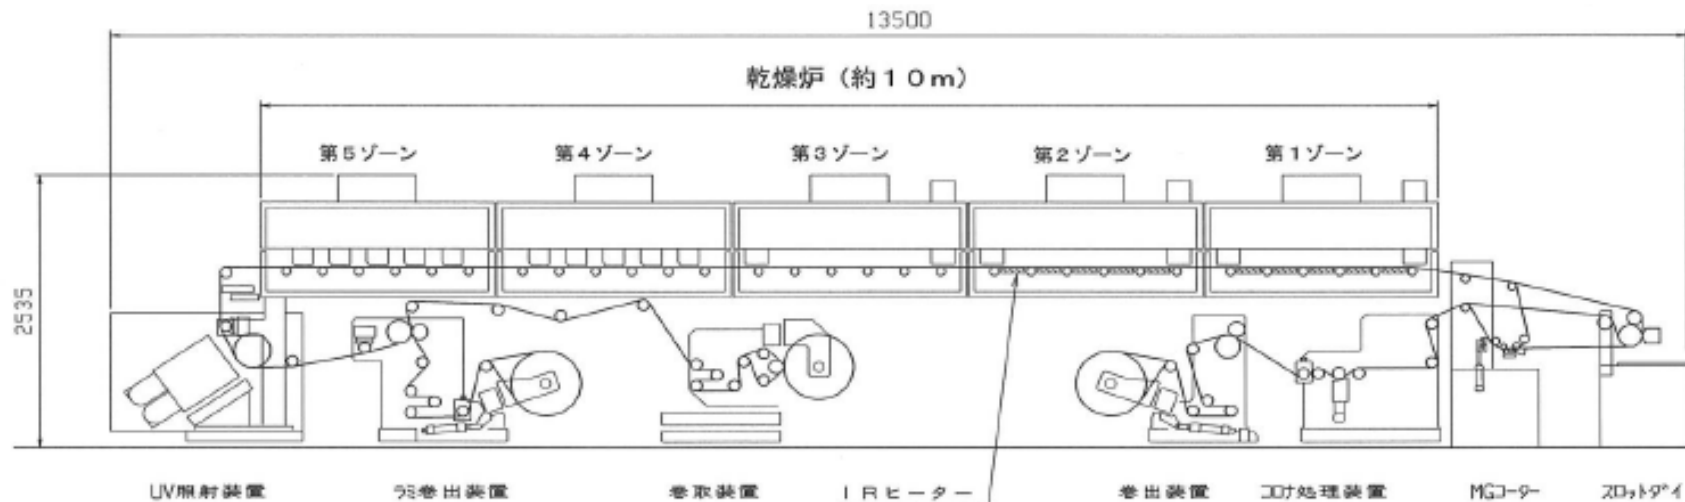 13500
乾燥炉（約１０ｍ）
第５ゾーン 第４ゾーン 第３ゾーン 第２ゾーン 第１ゾーン
2535
UV照射装置 ラミ巻出装置 巻取装置 ＩＲヒーター 巻出装置 コロナ処理装置 MGコーター スロットダイ